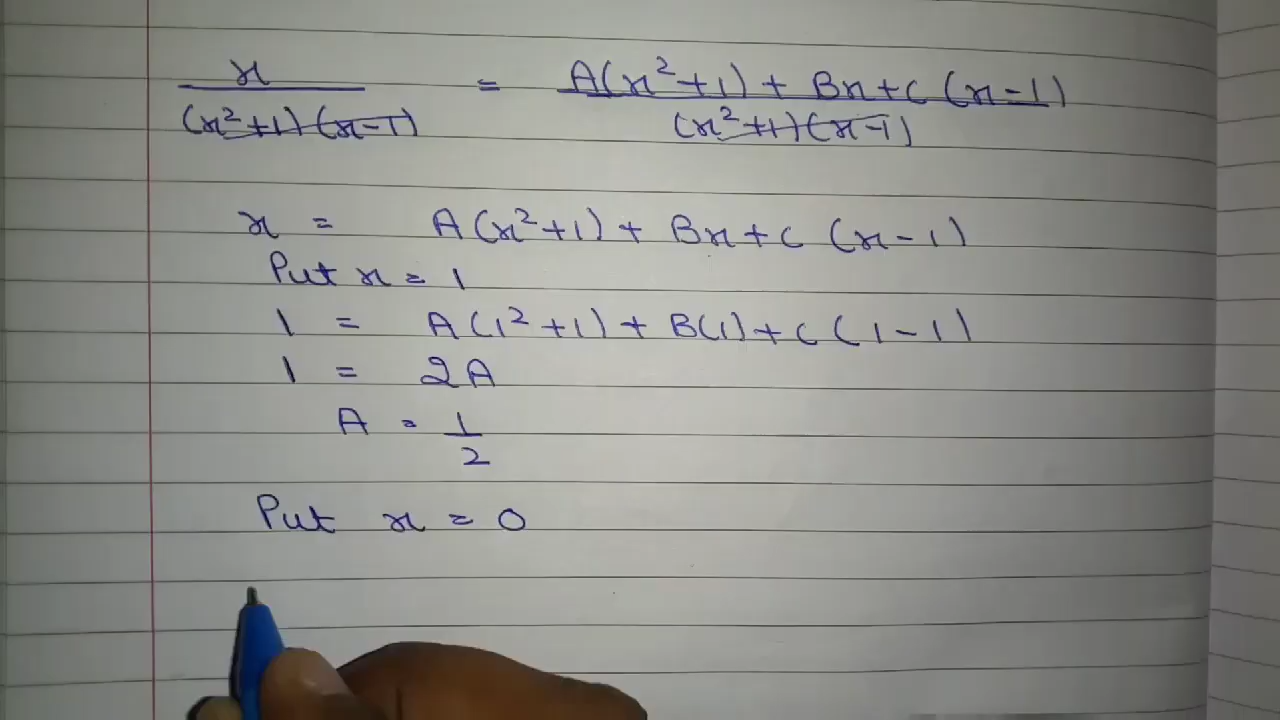 x/(x²+1)(x-1) = A(x²+1) + Bx+C (x-1)/(x²+1)(x-1)
x = A(x²+1) + Bx+C (x-1)
Put x = 1
1 = A(1²+1) + B(1)+C(1-1)
1 = 2A
A = 1/2
Put x = 0